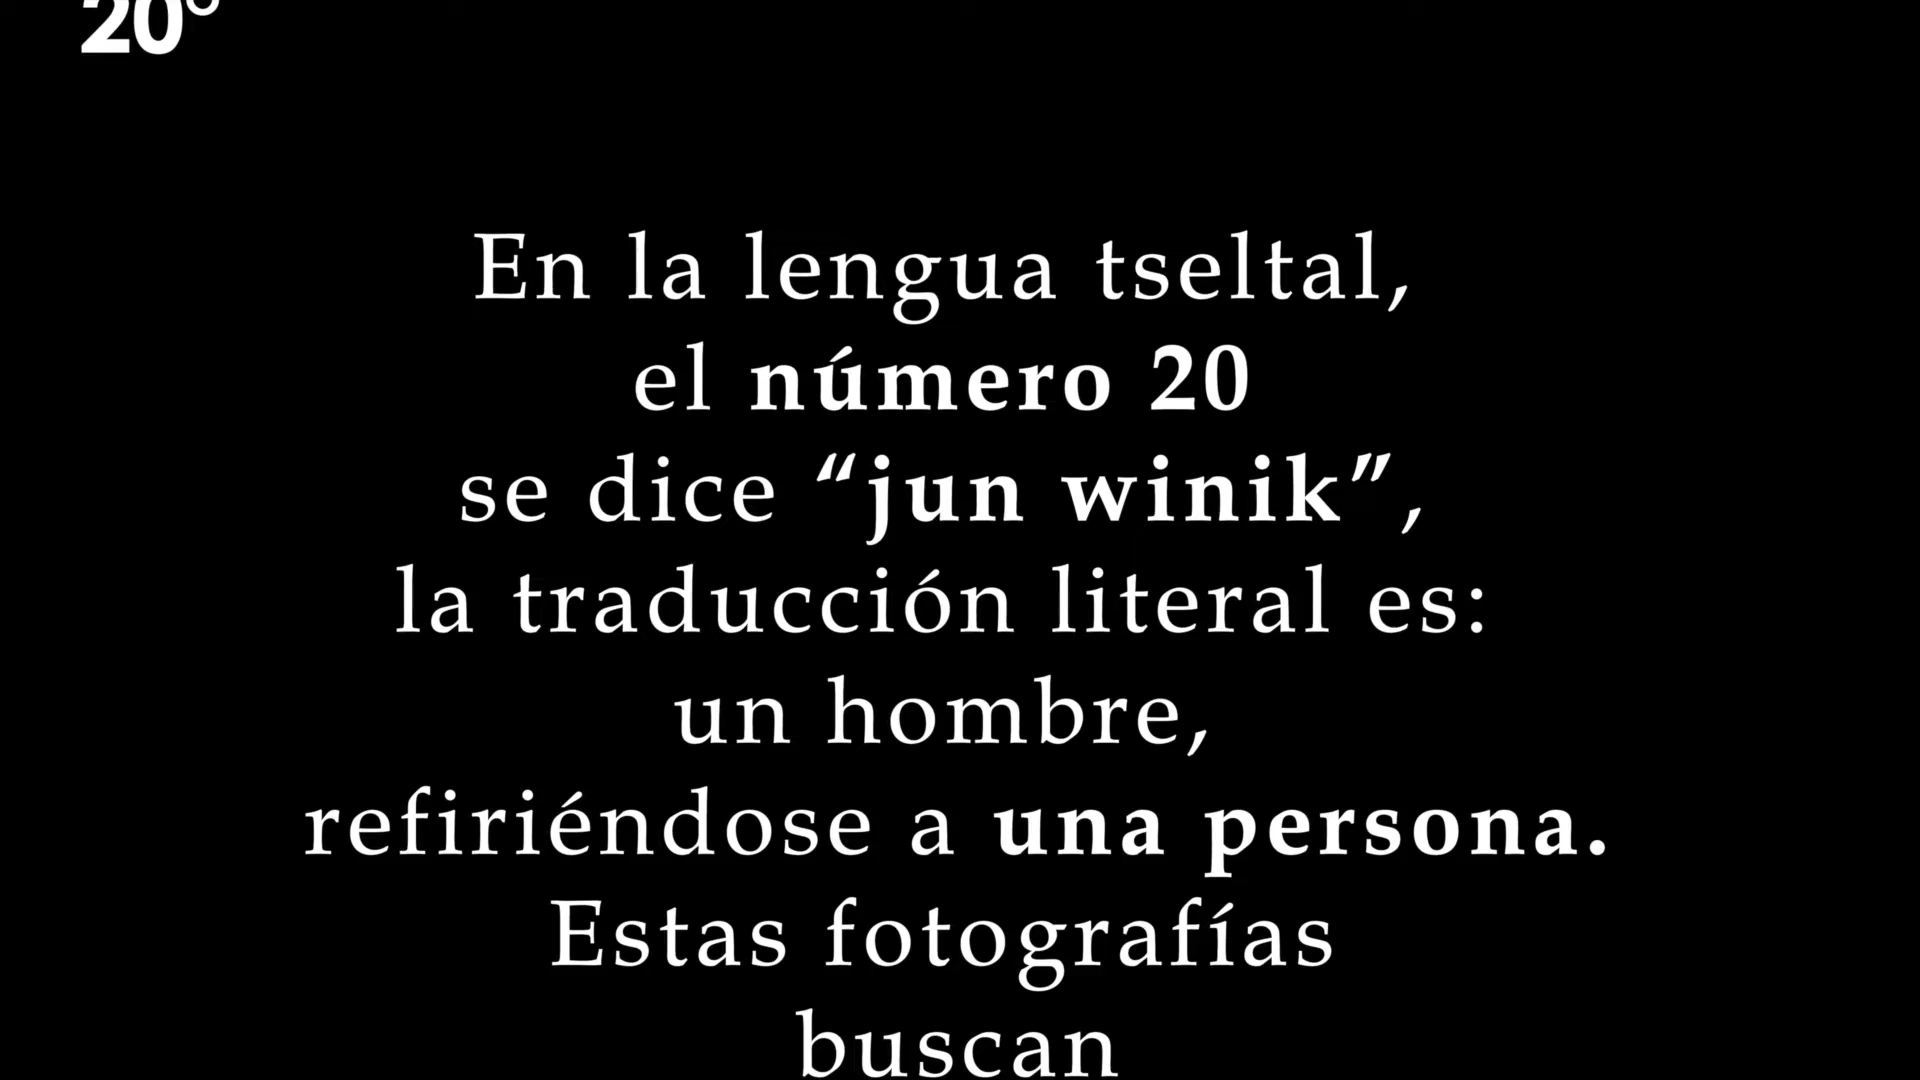 20°
En la lengua tseltal,
el número 20
se dice “jun winik”,
la traducción literal es:
un hombre,
refiriéndose a una persona.
Estas fotografías
buscan